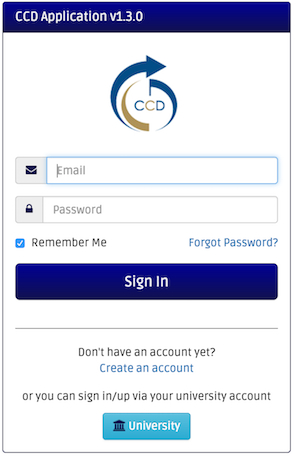 CCD Application v1.3.0
CCD
Email
Password
Remember Me Forgot Password?
Sign In
Don't have an account yet?
Create an account
or you can sign in/up via your university account
University